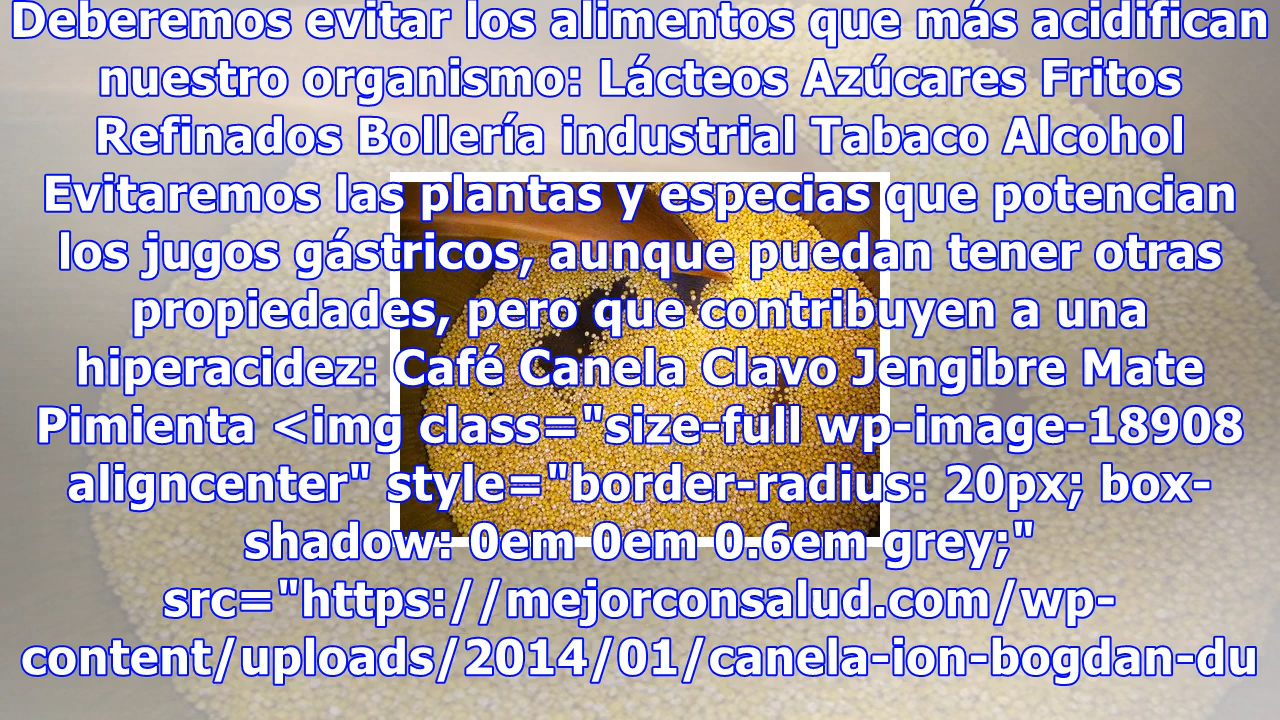 Deberemos evitar los alimentos que más acidifican
nuestro organismo: Lácteos Azúcares Fritos
Refinados Bollería industrial Tabaco Alcohol
Evitaremos las plantas y especias que potencian
los jugos gástricos, aunque puedan tener otras
propiedades, pero que contribuyen a una
hiperacidez: Café Canela Clavo Jengibre Mate
Pimienta <img class="size-full wp-image-18908
aligncenter" style="border-radius: 20px; box-
shadow: 0em 0em 0.6em grey;"
src="https://mejorconsalud.com/wp-
content/uploads/2014/01/canela-ion-bogdan-du